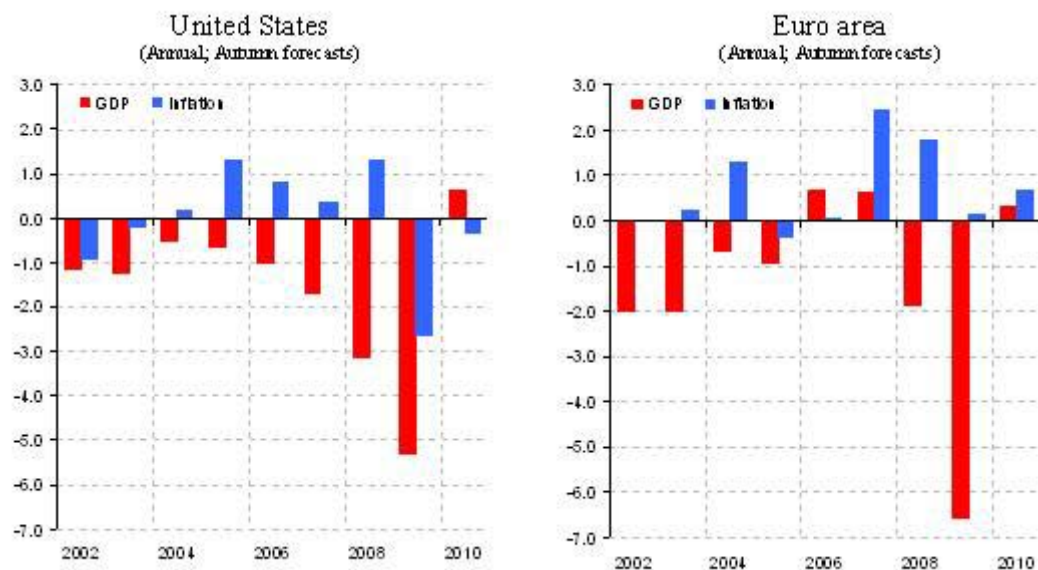 United States
(Annual; Autumn forecasts)
GDP Inflation
3.0
2.0
1.0
0.0
-1.0
-2.0
-3.0
-4.0
-5.0
-6.0
-7.0
2002 2004 2006 2008 2010
Euro area
(Annual; Autumn forecasts)
GDP Inflation
3.0
2.0
1.0
0.0
-1.0
-2.0
-3.0
-4.0
-5.0
-6.0
-7.0
2002 2004 2006 2008 2010